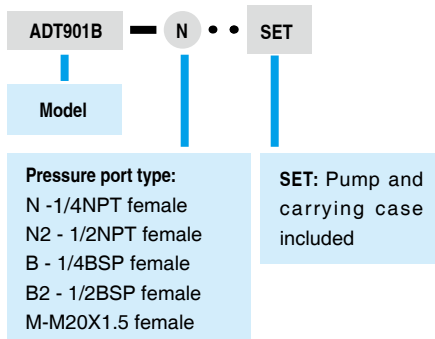 ADT901B — N • • SET
Model
Pressure port type:
N -1/4NPT female
N2 - 1/2NPT female
B - 1/4BSP female
B2 - 1/2BSP female
M-M20X1.5 female
SET: Pump and
carrying case
included